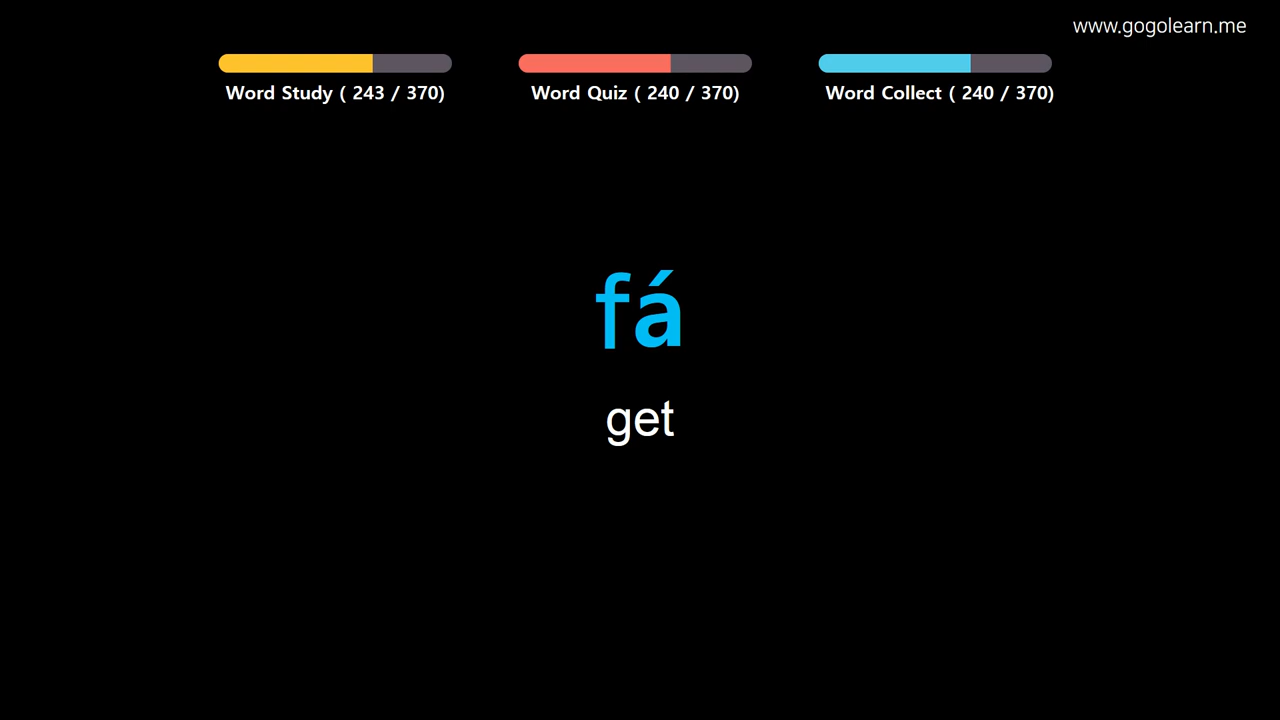 www.gogolearn.me
Word Study ( 243 / 370)
Word Quiz ( 240 / 370)
Word Collect ( 240 / 370)
fá
get